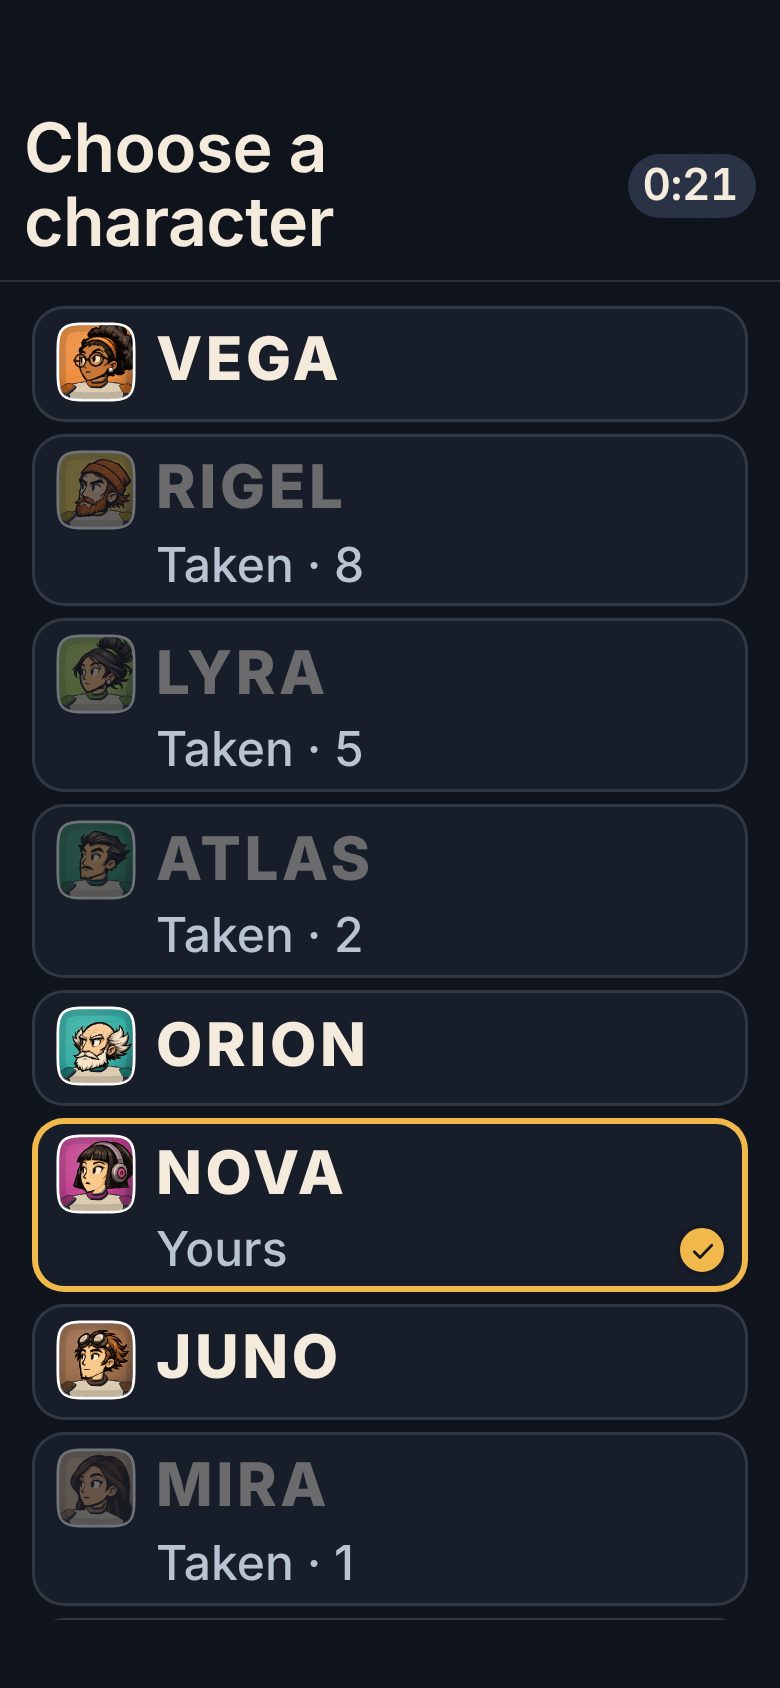 Choose a
character
0:21
VEGA
RIGEL
Taken · 8
LYRA
Taken · 5
ATLAS
Taken · 2
ORION
NOVA
Yours
JUNO
MIRA
Taken · 1